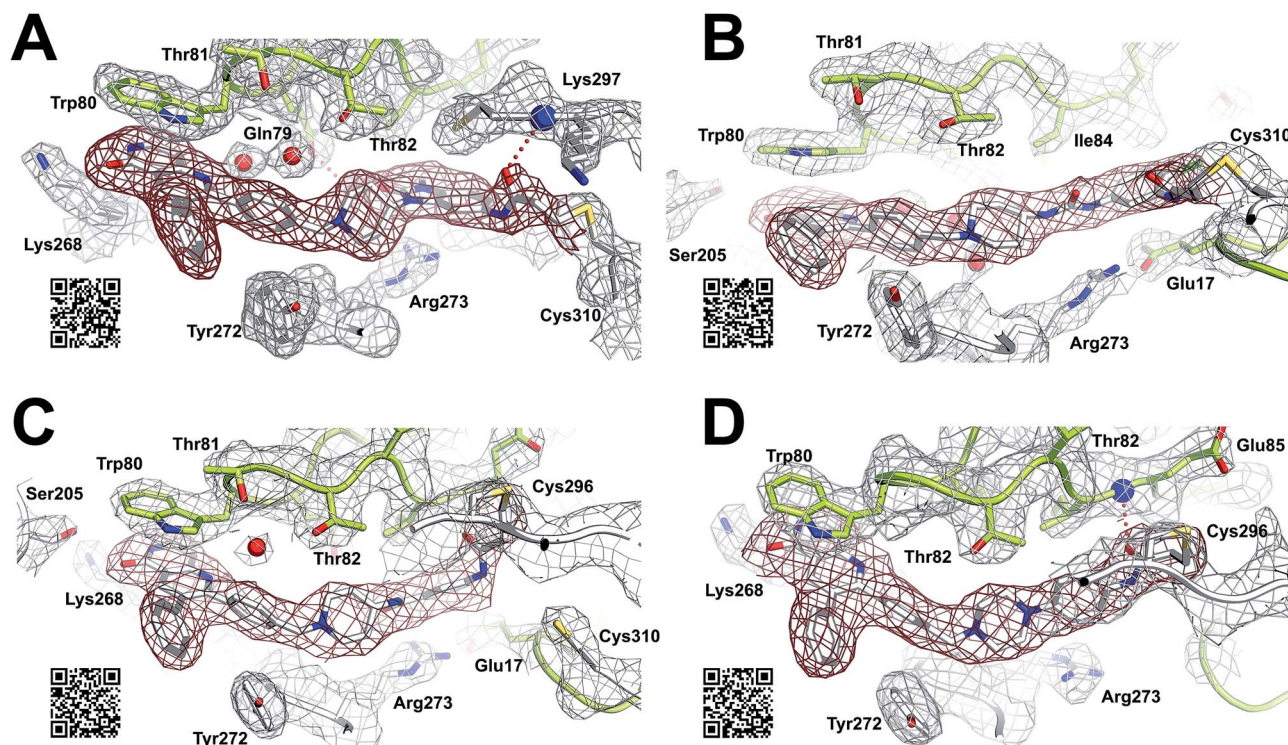 A
Thr81
Trp80
Lys297
Gln79
Thr82
Lys268
Arg273
Tyr272
Cys310
B
Thr81
Trp80
Thr82
Ile84
Cys310
Ser205
Glu17
Tyr272
Arg273
C
Thr81
Trp80
Ser205
Cys296
Thr82
Lys268
Cys310
Glu17
Arg273
Tyr272
D
Thr82
Glu85
Trp80
Cys296
Thr82
Lys268
Arg273
Tyr272